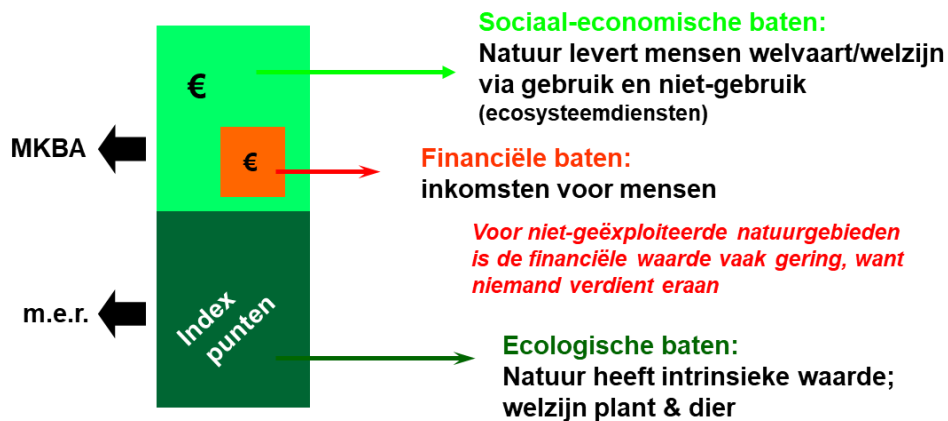 Sociaal-economische baten:
Natuur levert mensen welvaart/welzijn
via gebruik en niet-gebruik
(ecosysteemdiensten)
€
MKBA
€
Financiële baten:
inkomsten voor mensen
Voor niet-geëxploiteerde natuurgebieden
is de financiële waarde vaak gering, want
niemand verdient eraan
m.e.r.
Index
punten
Ecologische baten:
Natuur heeft intrinsieke waarde;
welzijn plant & dier